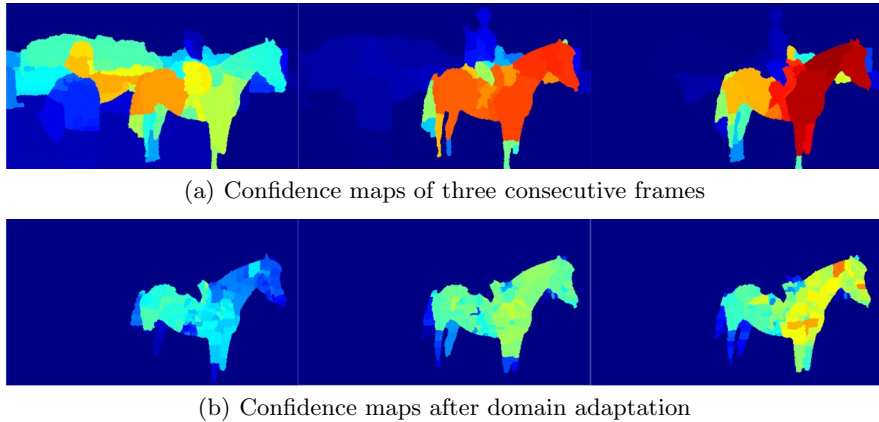 (a) Confidence maps of three consecutive frames
(b) Confidence maps after domain adaptation